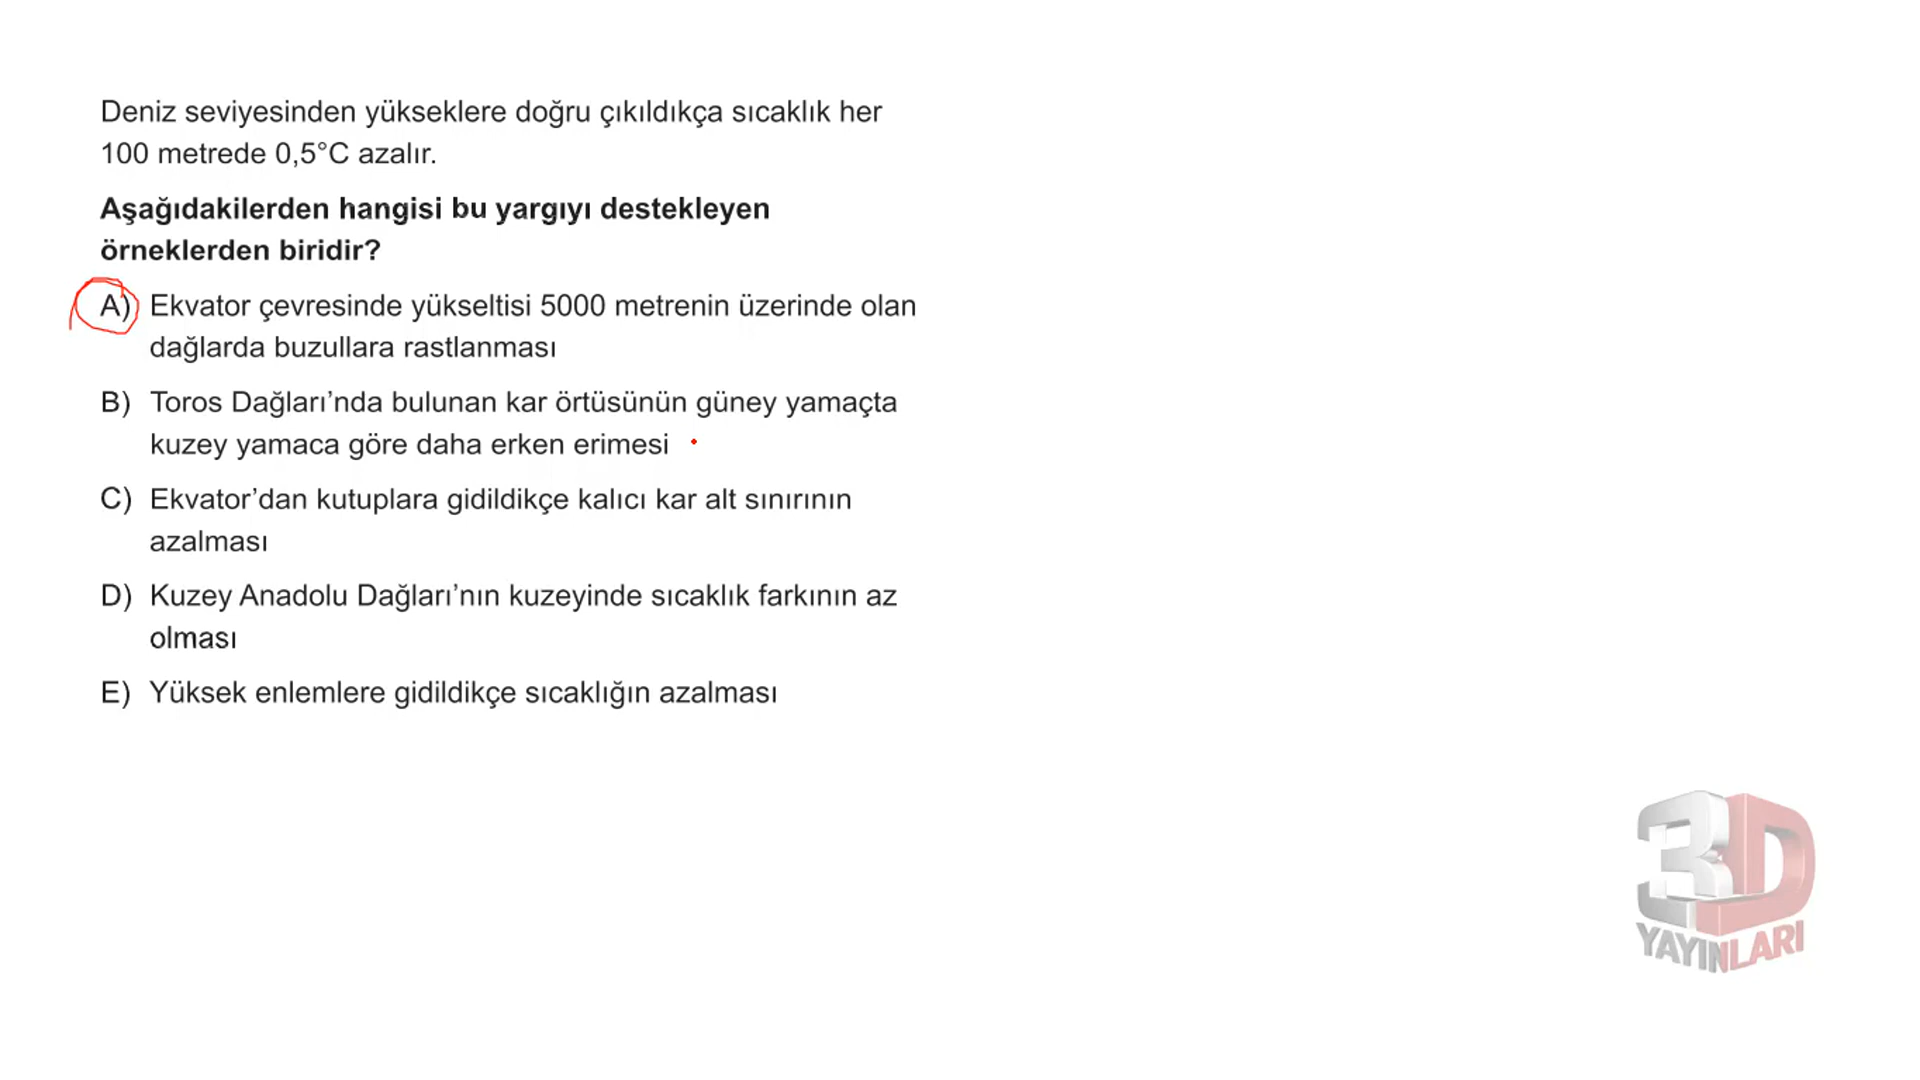 Deniz seviyesinden yükseklere doğru çıkıldıkça sıcaklık her
100 metrede 0,5°C azalır.
Aşağıdakilerden hangisi bu yargıyı destekleyen
örneklerden biridir?
A) Ekvator çevresinde yükseltisi 5000 metrenin üzerinde olan
dağlarda buzullara rastlanması
B) Toros Dağları’nda bulunan kar örtüsünün güney yamaçta
kuzey yamaca göre daha erken erimesi
C) Ekvator’dan kutuplara gidildikçe kalıcı kar alt sınırının
azalması
D) Kuzey Anadolu Dağları’nın kuzeyinde sıcaklık farkının az
olması
E) Yüksek enlemlere gidildikçe sıcaklığın azalması
3D
YAYINLARI